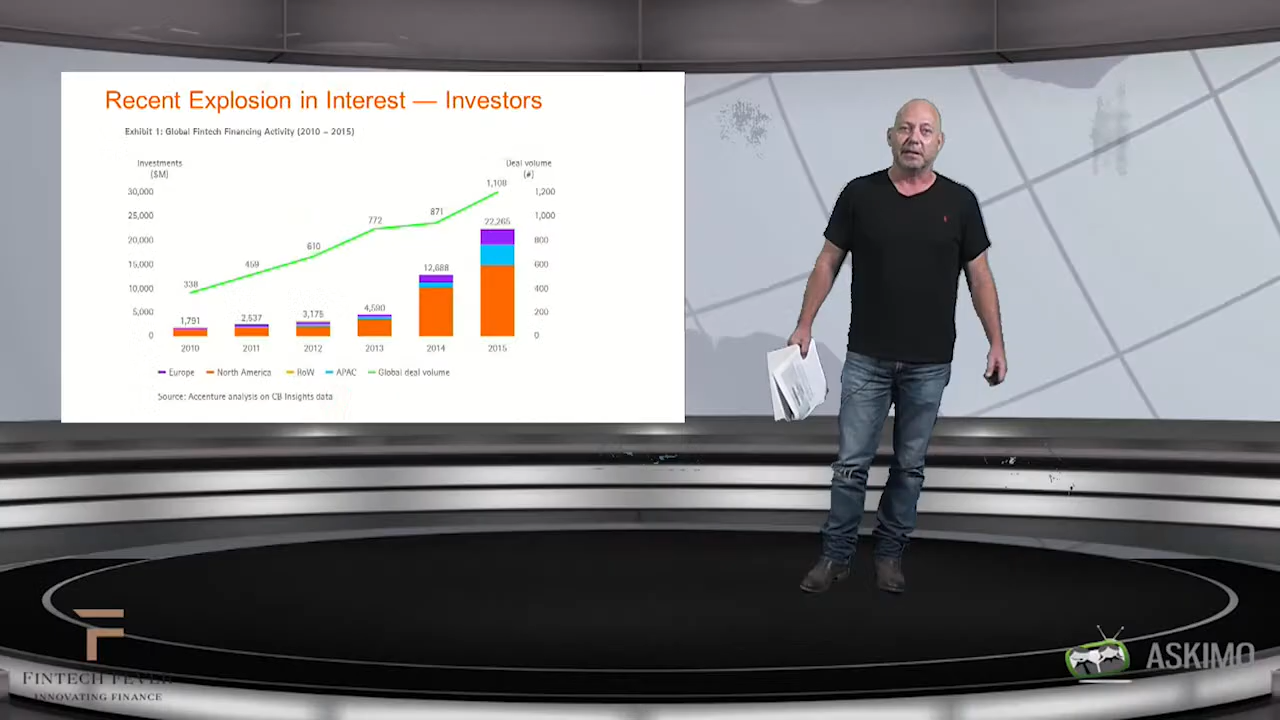 Recent Explosion in Interest — Investors
Exhibit 1: Global Fintech Financing Activity (2010 – 2015)
Investments
($M)
Deal volume
(#)
30,000
25,000
20,000
15,000
10,000
5,000
0
1,200
1,000
800
600
400
200
0
338
459
610
772
871
1,108
1,791
2,537
3,175
4,590
12,688
22,265
2010 2011 2012 2013 2014 2015
Europe North America RoW APAC Global deal volume
Source: Accenture analysis on CB Insights data
FINTECH FEVER
INNOVATING FINANCE
ASKIMO